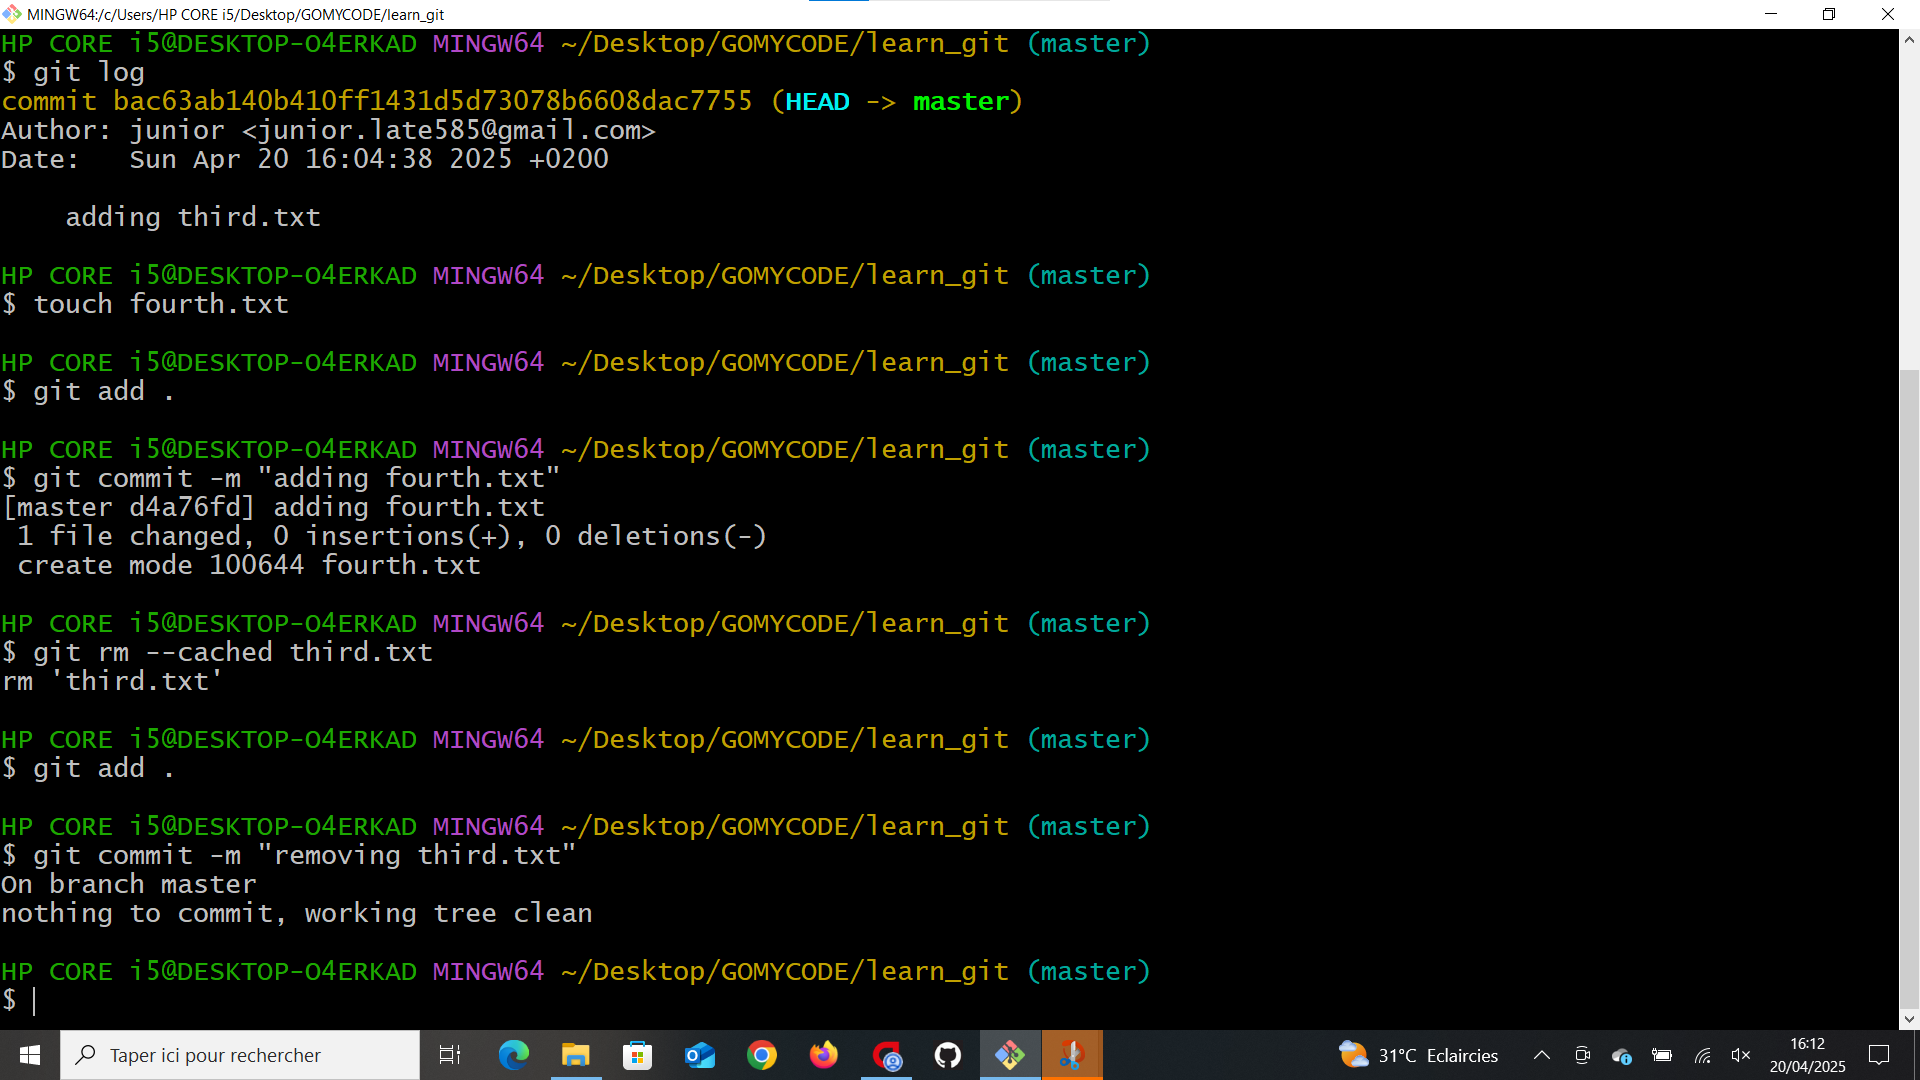 MINGW64:/c/Users/HP CORE i5/Desktop/GOMYCODE/learn_git
HP CORE i5@DESKTOP-O4ERKAD MINGW64 ~/Desktop/GOMYCODE/learn_git (master)
$ git log
commit bac63ab140b410ff1431d5d73078b6608dac7755 (HEAD -> master)
Author: junior <junior.late585@gmail.com>
Date:   Sun Apr 20 16:04:38 2025 +0200
    adding third.txt
HP CORE i5@DESKTOP-O4ERKAD MINGW64 ~/Desktop/GOMYCODE/learn_git (master)
$ touch fourth.txt
HP CORE i5@DESKTOP-O4ERKAD MINGW64 ~/Desktop/GOMYCODE/learn_git (master)
$ git add .
HP CORE i5@DESKTOP-O4ERKAD MINGW64 ~/Desktop/GOMYCODE/learn_git (master)
$ git commit -m "adding fourth.txt"
[master d4a76fd] adding fourth.txt
 1 file changed, 0 insertions(+), 0 deletions(-)
 create mode 100644 fourth.txt
HP CORE i5@DESKTOP-O4ERKAD MINGW64 ~/Desktop/GOMYCODE/learn_git (master)
$ git rm --cached third.txt
rm 'third.txt'
HP CORE i5@DESKTOP-O4ERKAD MINGW64 ~/Desktop/GOMYCODE/learn_git (master)
$ git add .
HP CORE i5@DESKTOP-O4ERKAD MINGW64 ~/Desktop/GOMYCODE/learn_git (master)
$ git commit -m "removing third.txt"
On branch master
nothing to commit, working tree clean
HP CORE i5@DESKTOP-O4ERKAD MINGW64 ~/Desktop/GOMYCODE/learn_git (master)
$
Taper ici pour rechercher
31°C Eclaircies
16:12
20/04/2025